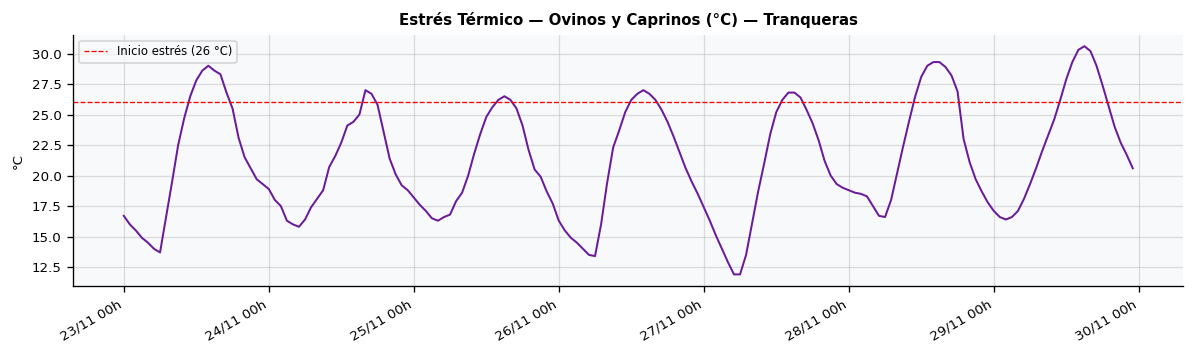 Estrés Térmico — Ovinos y Caprinos (°C) — Tranqueras
Inicio estrés (26 °C)
°C
30.0
27.5
25.0
22.5
20.0
17.5
15.0
12.5
23/11 00h
24/11 00h
25/11 00h
26/11 00h
27/11 00h
28/11 00h
29/11 00h
30/11 00h